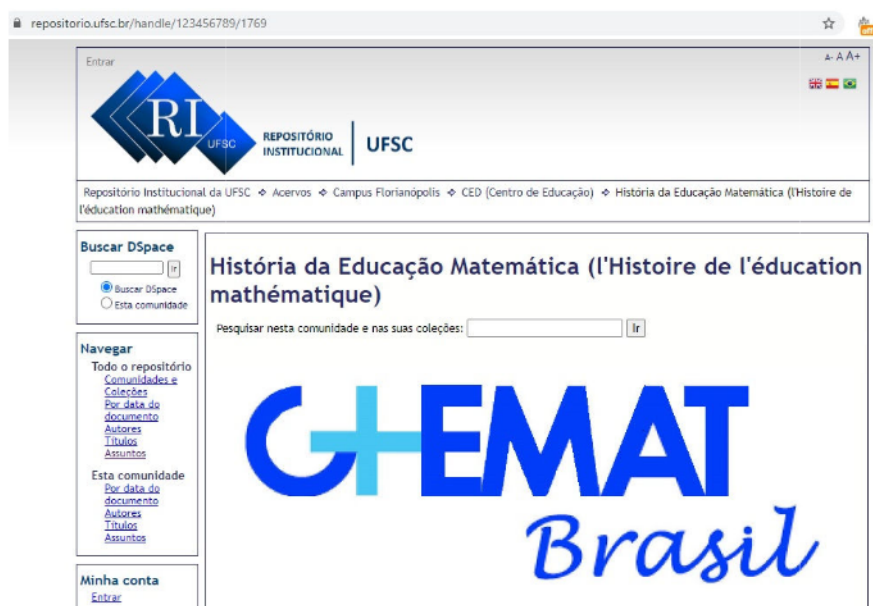 repositorio.ufsc.br/handle/123456789/1769
Entrar
A- A A+
RI
UFSC
REPOSITÓRIO
INSTITUCIONAL
UFSC
Repositório Institucional da UFSC ❖ Acervos ❖ Campus Florianópolis ❖ CED (Centro de Educação) ❖ História da Educação Matemática (l'Histoire de
l'éducation mathématique)
Buscar DSpace
Ir
Buscar DSpace
Esta comunidade
Navegar
Todo o repositório
Comunidades e
Coleções
Por data do
documento
Autores
Títulos
Assuntos
Esta comunidade
Por data do
documento
Autores
Títulos
Assuntos
Minha conta
Entrar
História da Educação Matemática (l'Histoire de l'éducation
mathématique)
Pesquisar nesta comunidade e nas suas coleções:
Ir
GHEMAT
Brasil